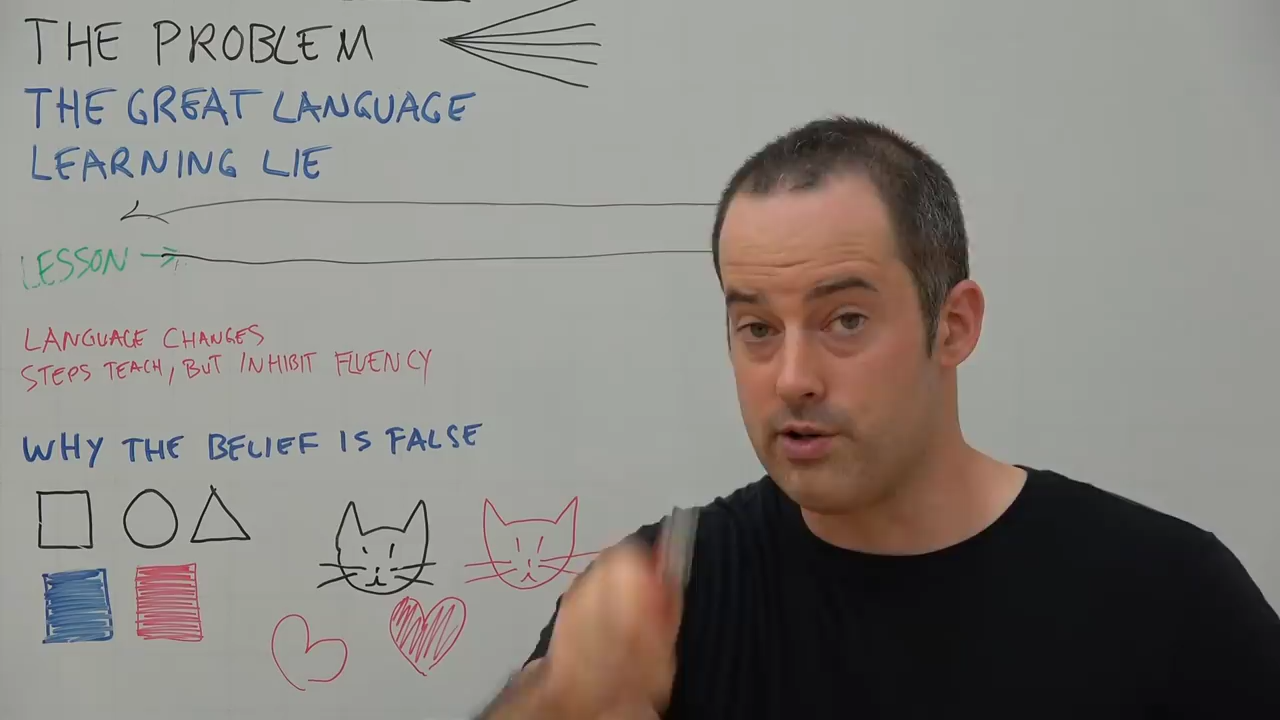 THE PROBLEM
THE GREAT LANGUAGE
LEARNING LIE
LESSON
LANGUAGE CHANGES
STEPS TEACH, BUT INHIBIT FLUENCY
WHY THE BELIEF IS FALSE